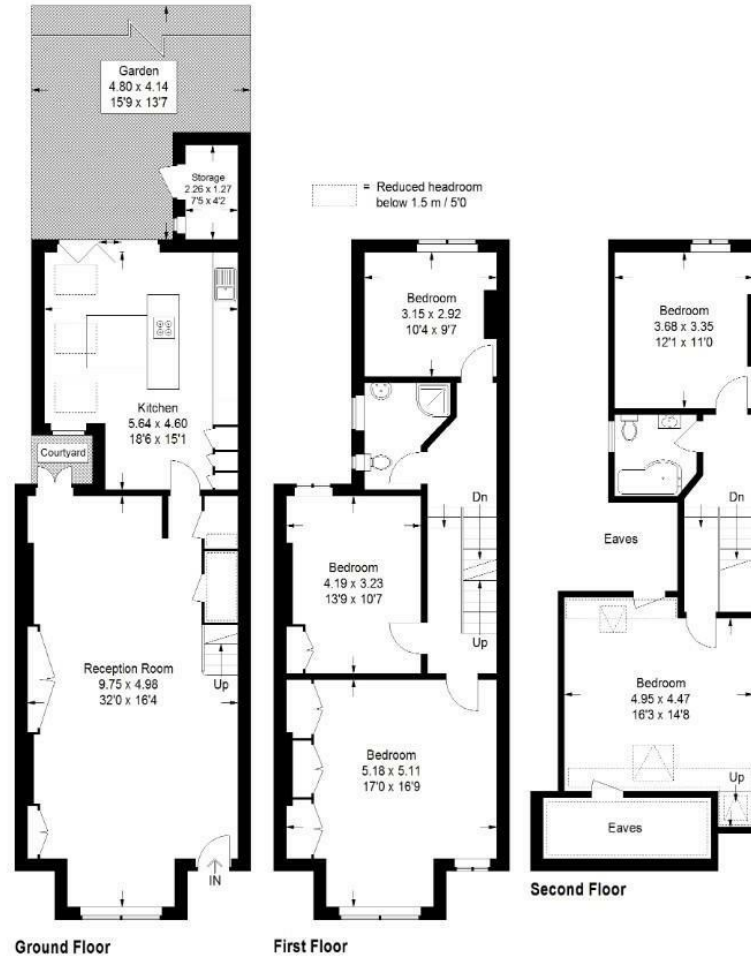 Garden
4.80 x 4.14
15'9 x 13'7
Storage
2.26 x 1.27
7'5 x 4'2
Kitchen
5.64 x 4.60
18'6 x 15'1
Courtyard
Reception Room
9.75 x 4.98
32'0 x 16'4
Up
IN
Ground Floor
= Reduced headroom
below 1.5 m / 5'0
Bedroom
3.15 x 2.92
10'4 x 9'7
Dn
Bedroom
4.19 x 3.23
13'9 x 10'7
Up
Bedroom
5.18 x 5.11
17'0 x 16'9
First Floor
Bedroom
3.68 x 3.35
12'1 x 11'0
Dn
Eaves
Bedroom
4.95 x 4.47
16'3 x 14'8
Up
Eaves
Second Floor